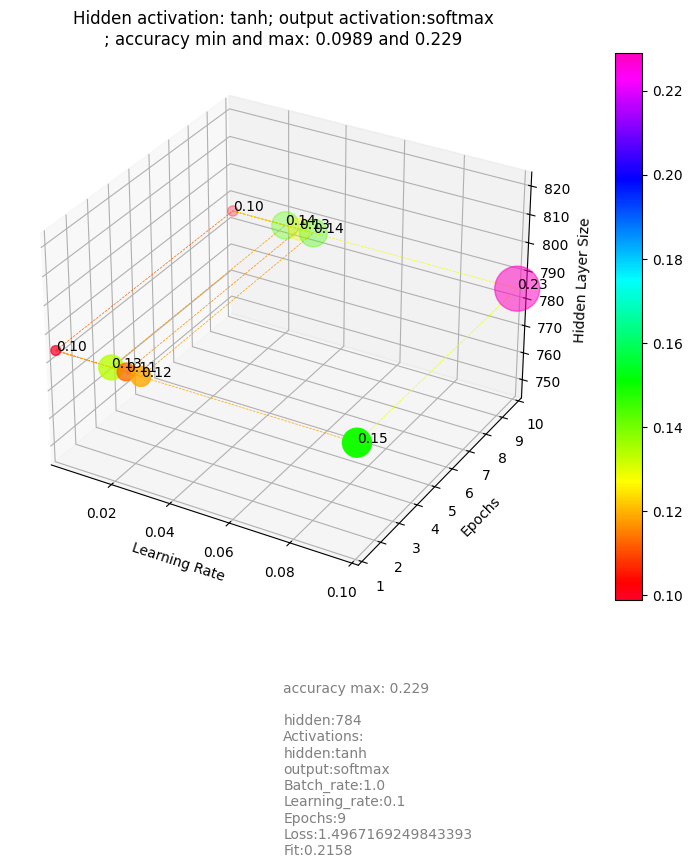 Hidden activation: tanh; output activation:softmax
; accuracy min and max: 0.0989 and 0.229
0.22
0.20
0.18
0.16
0.14
0.12
0.10
820
810
800
790
780
770
760
750
Hidden Layer Size
0.10
0.14
0.13
0.14
0.23
0.10
0.13
0.11
0.12
0.15
10
9
8
7
6
5
4
3
2
1
Epochs
0.02
0.04
0.06
0.08
0.10
Learning Rate
accuracy max: 0.229
hidden:784
Activations:
hidden:tanh
output:softmax
Batch_rate:1.0
Learning_rate:0.1
Epochs:9
Loss:1.4967169249843393
Fit:0.2158